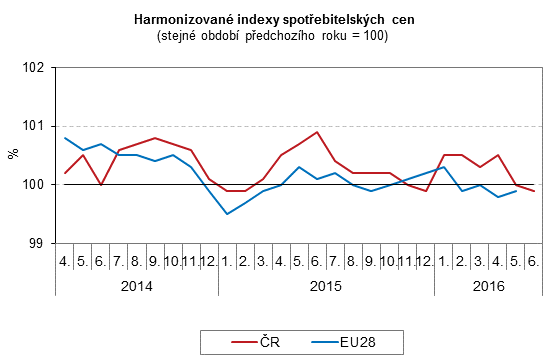 Harmonizované indexy spotřebitelských cen
(stejné období předchozího roku = 100)
102
101
100
99
%
4. 5. 6. 7. 8. 9. 10. 11. 12. 1. 2. 3. 4. 5. 6. 7. 8. 9. 10. 11. 12. 1. 2. 3. 4. 5. 6.
2014 2015 2016
ČR EU28